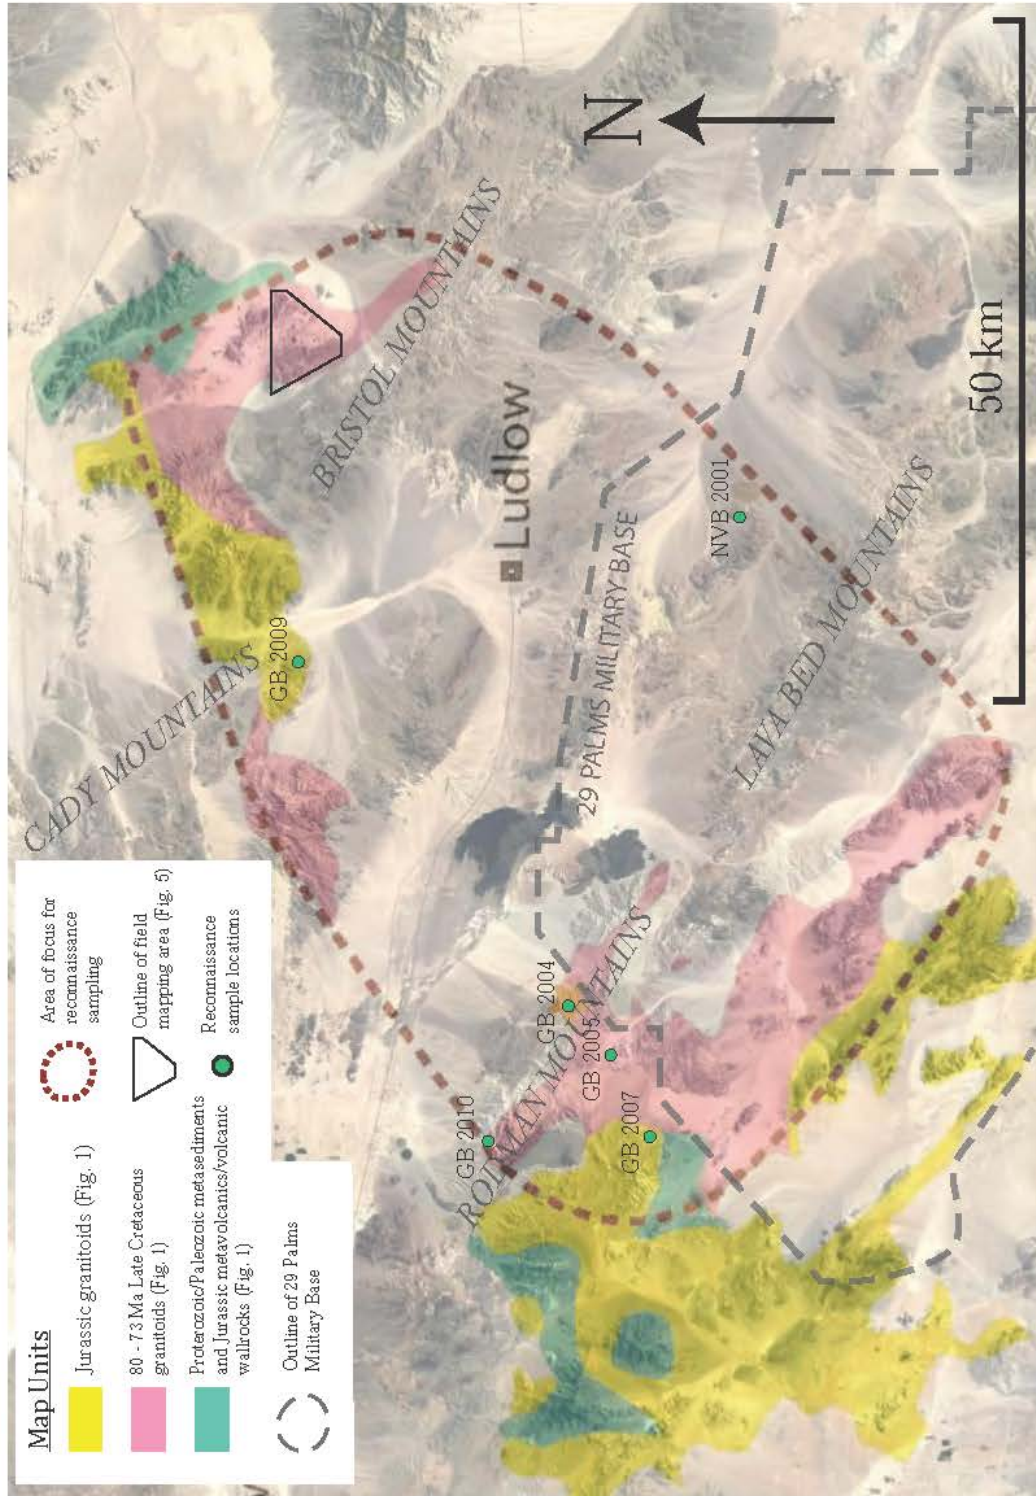 Map Units
Jurassic granitoids (Fig. 1)
80 - 73 Ma Late Cretaceous
granitoids (Fig. 1)
Proterozoic/Paleozoic metasediments
and Jurassic metavolcanics/volcanic
wallrocks (Fig. 1)
Outline of 29 Palms
Military Base
Area of focus for
reconnaissance
sampling
Outline of field
mapping area (Fig. 5)
Reconnaissance
sample locations
CADY MOUNTAINS
GB 2009
BRISTOL MOUNTAINS
N
Ludlow
GB 2010
RODMAN MOUNTAINS
GB 2004
GB 2005
GB 2007
29 PALMS MILITARY BASE
NVB 2001
LAVA BED MOUNTAINS
50 km